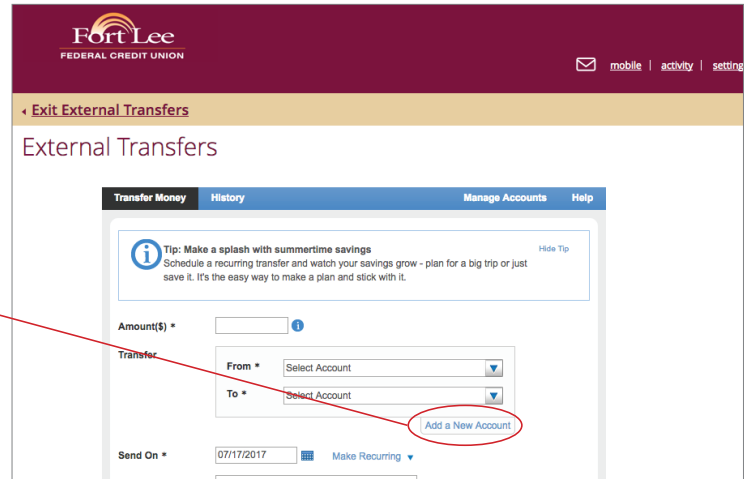 Fort Lee
FEDERAL CREDIT UNION
mobile | activity | setting
Exit External Transfers
External Transfers
Transfer Money History Manage Accounts Help
Tip: Make a splash with summertime savings Hide Tip
Schedule a recurring transfer and watch your savings grow - plan for a big trip or just
save it. It's the easy way to make a plan and stick with it.
Amount($) *
Transfer
From * Select Account
To * Select Account
Add a New Account
Send On * 07/17/2017 Make Recurring